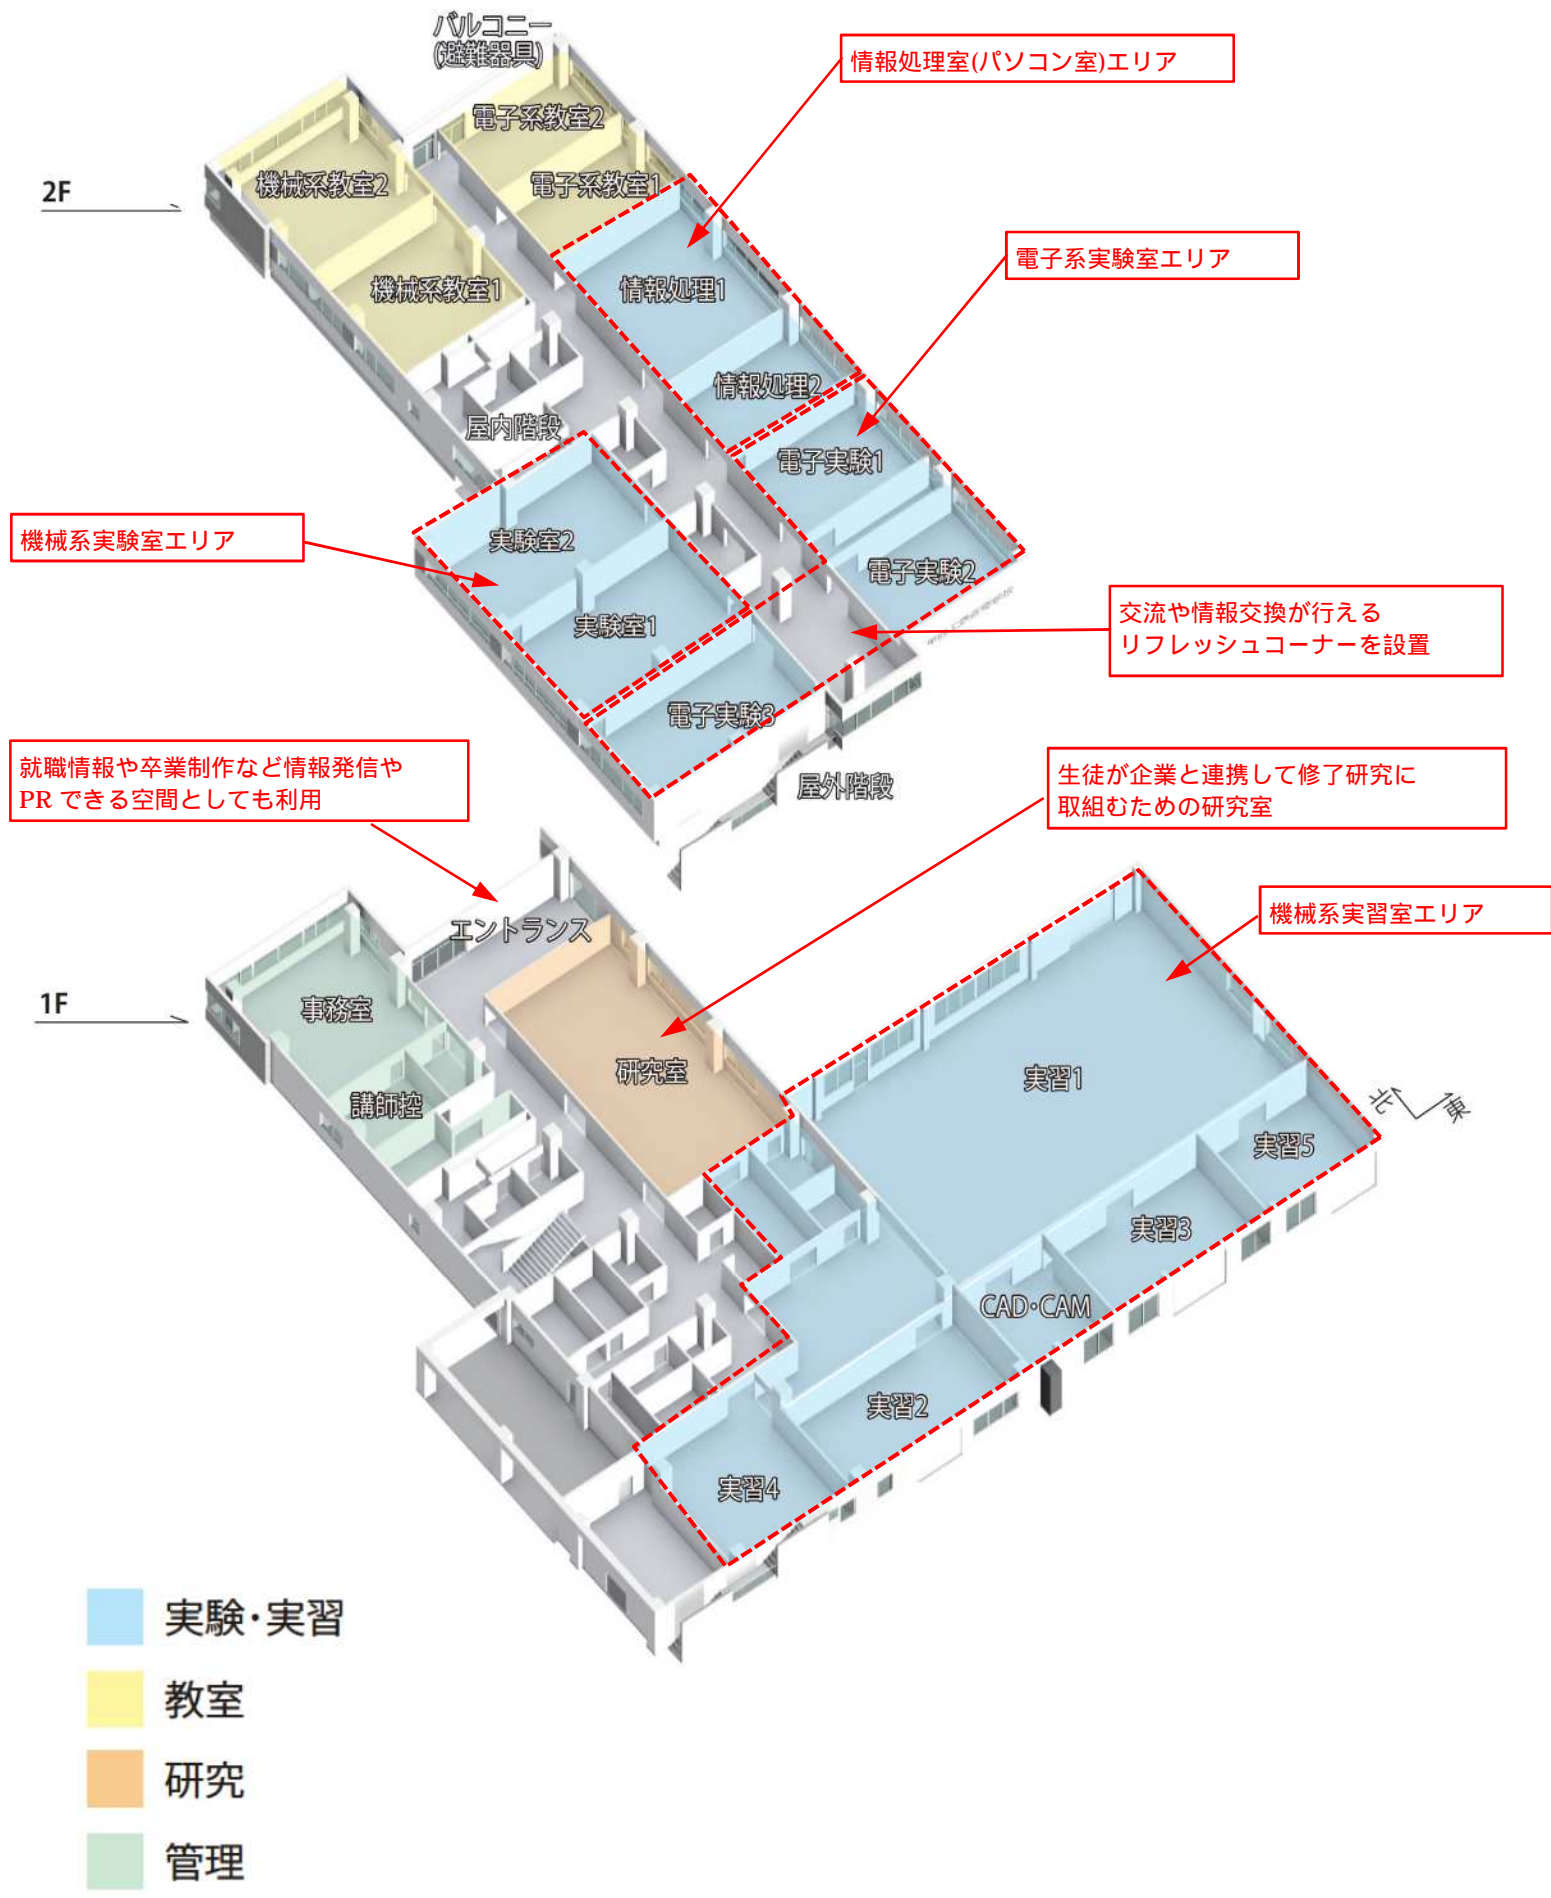 バルコニー
(避難器具)
情報処理室(パソコン室)エリア
電子系教室2
2F
機械系教室2
電子系教室1
電子系実験室エリア
機械系教室1
情報処理1
情報処理2
屋内階段
電子実験1
機械系実験室エリア
実験室2
電子実験2
実験室1
交流や情報交換が行える
リフレッシュコーナーを設置
電子実験3
屋外階段
就職情報や卒業制作など情報発信や
PR できる空間としても利用
生徒が企業と連携して修了研究に
取組むための研究室
機械系実習室エリア
エントランス
1F
事務室
研究室
実習1
講師控
北
東
実習5
実習3
CAD・CAM
実習2
実習4
実験・実習
教室
研究
管理